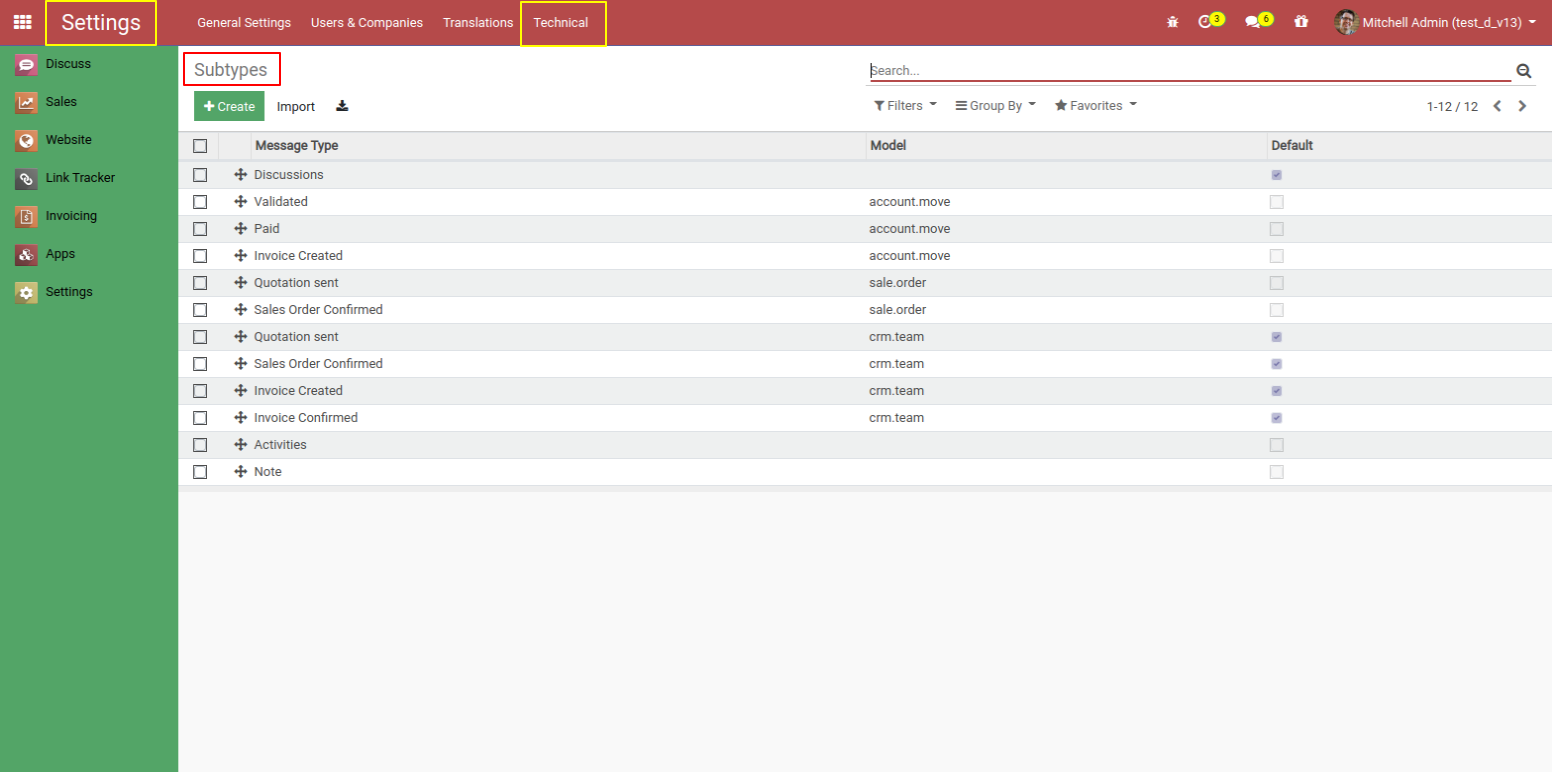 Settings General Settings Users & Companies Translations Technical 3 6 Mitchell Admin (test_d_v13)
Discuss
Sales
Website
Link Tracker
Invoicing
Apps
Settings
Subtypes
Search...
Create Import
Filters Group By Favorites 1-12 / 12
Message Type Model Default
Discussions
Validated account.move
Paid account.move
Invoice Created account.move
Quotation sent sale.order
Sales Order Confirmed sale.order
Quotation sent crm.team
Sales Order Confirmed crm.team
Invoice Created crm.team
Invoice Confirmed crm.team
Activities
Note